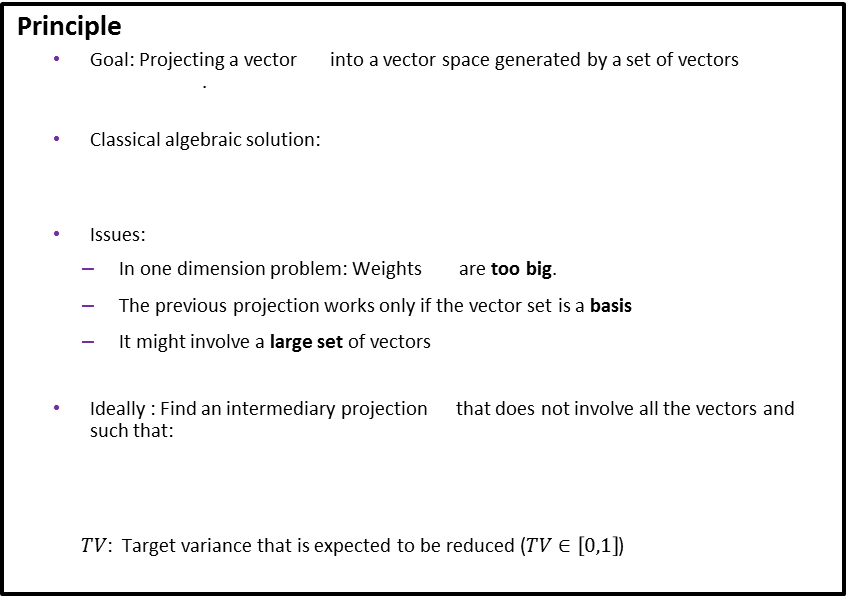 Principle
• Goal: Projecting a vector into a vector space generated by a set of vectors
.
• Classical algebraic solution:
• Issues:
– In one dimension problem: Weights are too big.
– The previous projection works only if the vector set is a basis
– It might involve a large set of vectors
• Ideally : Find an intermediary projection that does not involve all the vectors and
such that:
TV: Target variance that is expected to be reduced (TV ∈ [0,1])